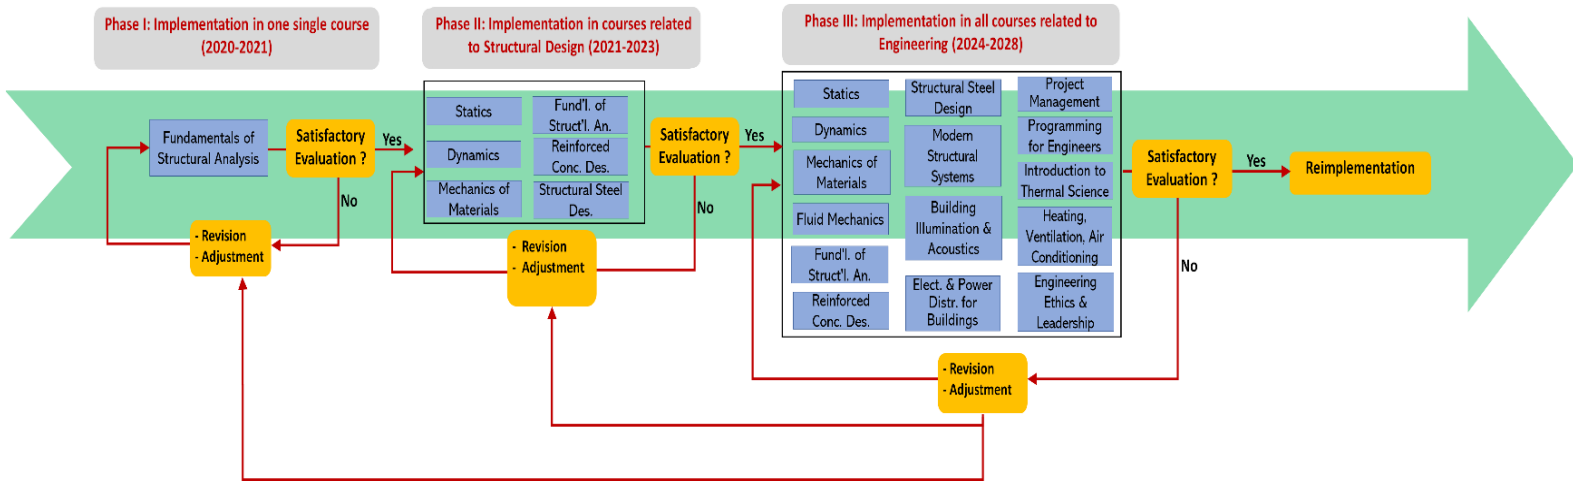 Phase I: Implementation in one single course
(2020-2021)
Fundamentals of
Structural Analysis
Satisfactory
Evaluation ?
Yes
No
- Revision
- Adjustment
Phase II: Implementation in courses related
to Structural Design (2021-2023)
Statics
Dynamics
Mechanics of
Materials
Fund'l. of
Struct'l. An.
Reinforced
Conc. Des.
Structural Steel
Des.
Satisfactory
Evaluation ?
Yes
No
- Revision
- Adjustment
Phase III: Implementation in all courses related to
Engineering (2024-2028)
Statics
Dynamics
Mechanics of
Materials
Fluid Mechanics
Fund'l. of
Struct'l. An.
Reinforced
Conc. Des.
Structural Steel
Design
Modern
Structural
Systems
Building
Illumination &
Acoustics
Elect. & Power
Distr. for
Buildings
Project
Management
Programming
for Engineers
Introduction to
Thermal Science
Heating,
Ventilation, Air
Conditioning
Engineering
Ethics &
Leadership
Satisfactory
Evaluation ?
Yes
No
Reimplementation
- Revision
- Adjustment